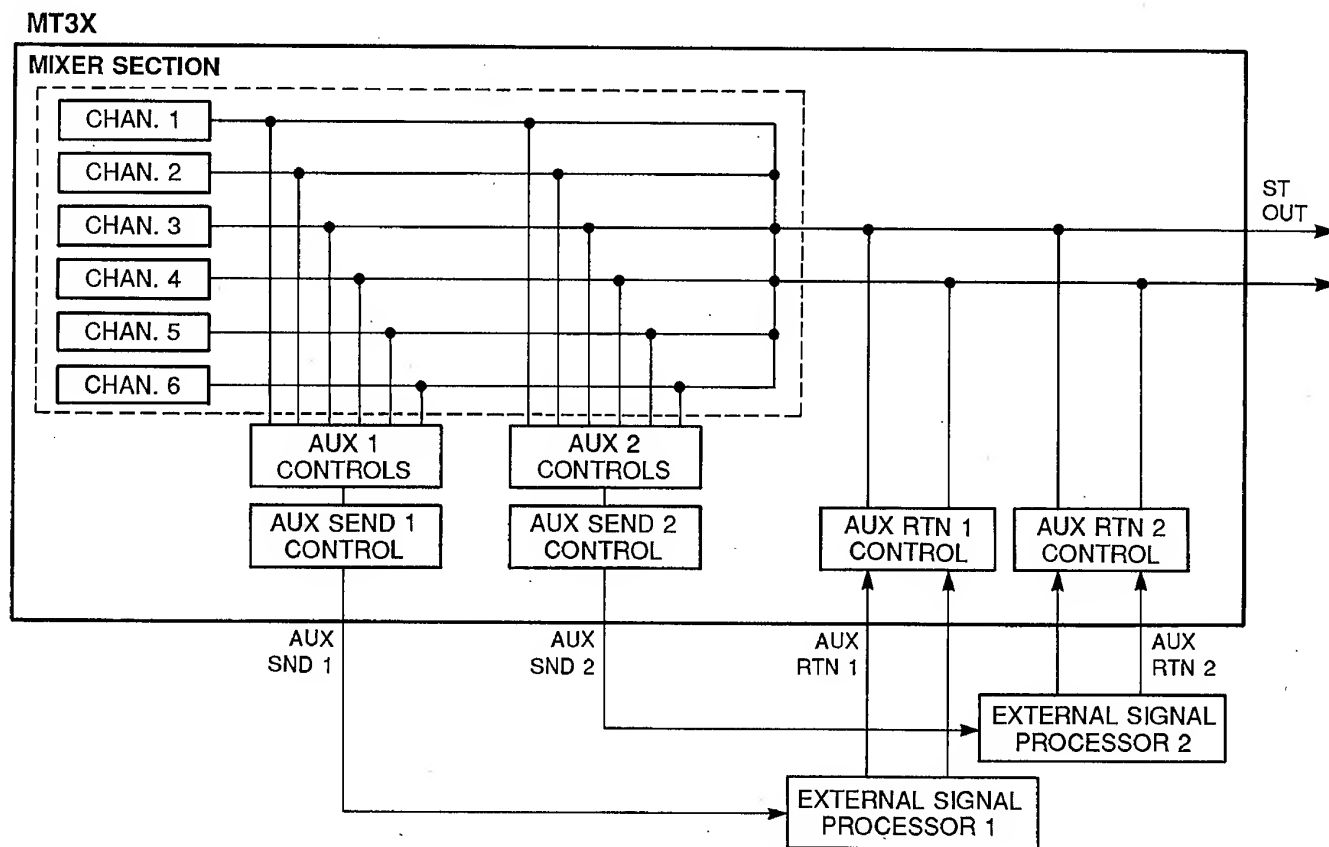 MT3X
MIXER SECTION
CHAN. 1
CHAN. 2
CHAN. 3
CHAN. 4
CHAN. 5
CHAN. 6
ST
OUT
AUX 1
CONTROLS
AUX 2
CONTROLS
AUX SEND 1
CONTROL
AUX SEND 2
CONTROL
AUX RTN 1
CONTROL
AUX RTN 2
CONTROL
AUX
SND 1
AUX
SND 2
AUX
RTN 1
AUX
RTN 2
EXTERNAL SIGNAL
PROCESSOR 2
EXTERNAL SIGNAL
PROCESSOR 1